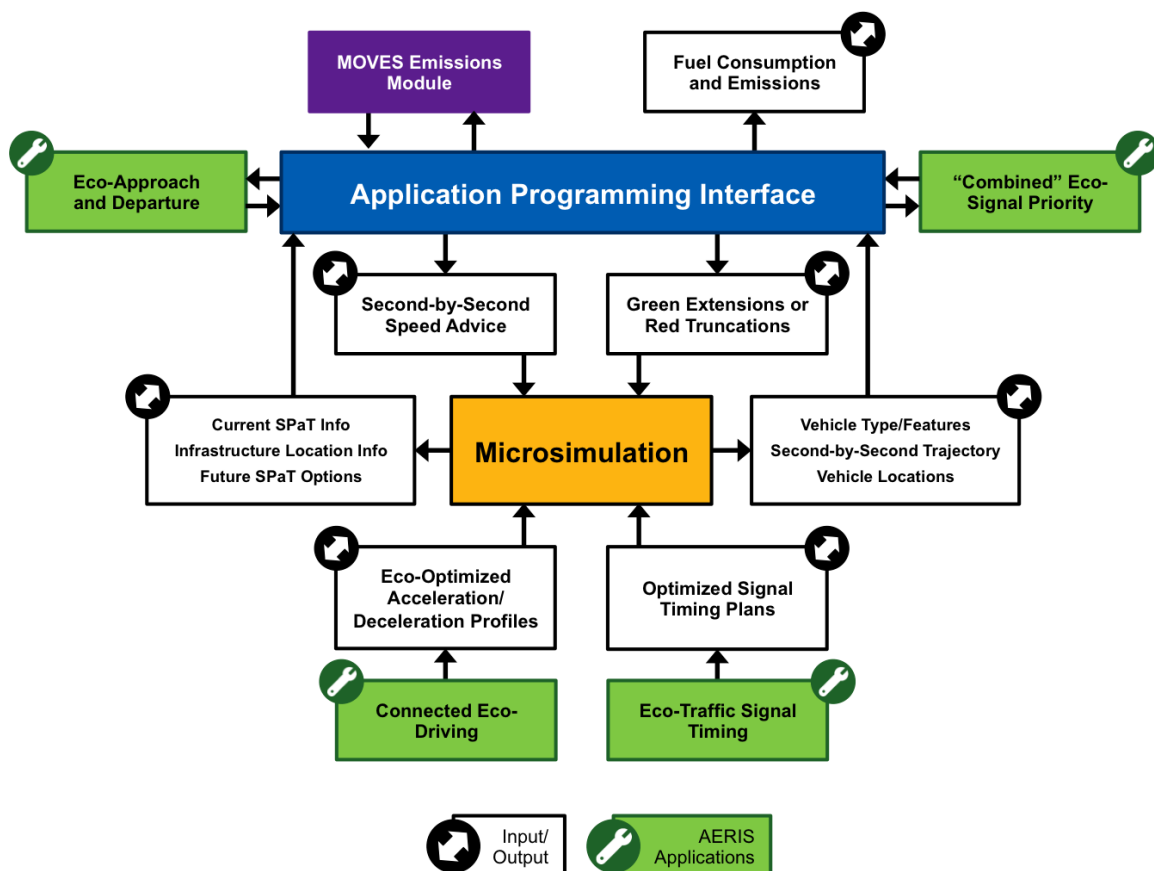 MOVES Emissions
Module
Fuel Consumption
and Emissions
Eco-Approach
and Departure
Application Programming Interface
“Combined” Eco-
Signal Priority
Second-by-Second
Speed Advice
Green Extensions or
Red Truncations
Current SPaT Info
Infrastructure Location Info
Future SPaT Options
Microsimulation
Vehicle Type/Features
Second-by-Second Trajectory
Vehicle Locations
Eco-Optimized
Acceleration/
Deceleration Profiles
Optimized Signal
Timing Plans
Connected Eco-
Driving
Eco-Traffic Signal
Timing
Input/
Output
AERIS
Applications